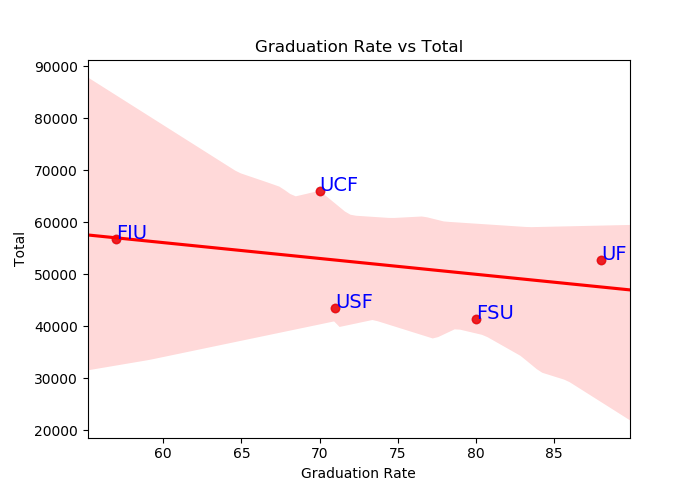 Graduation Rate vs Total
90000
80000
70000
60000
50000
40000
30000
20000
Total
UCF
FIU
UF
USF
FSU
60 65 70 75 80 85
Graduation Rate